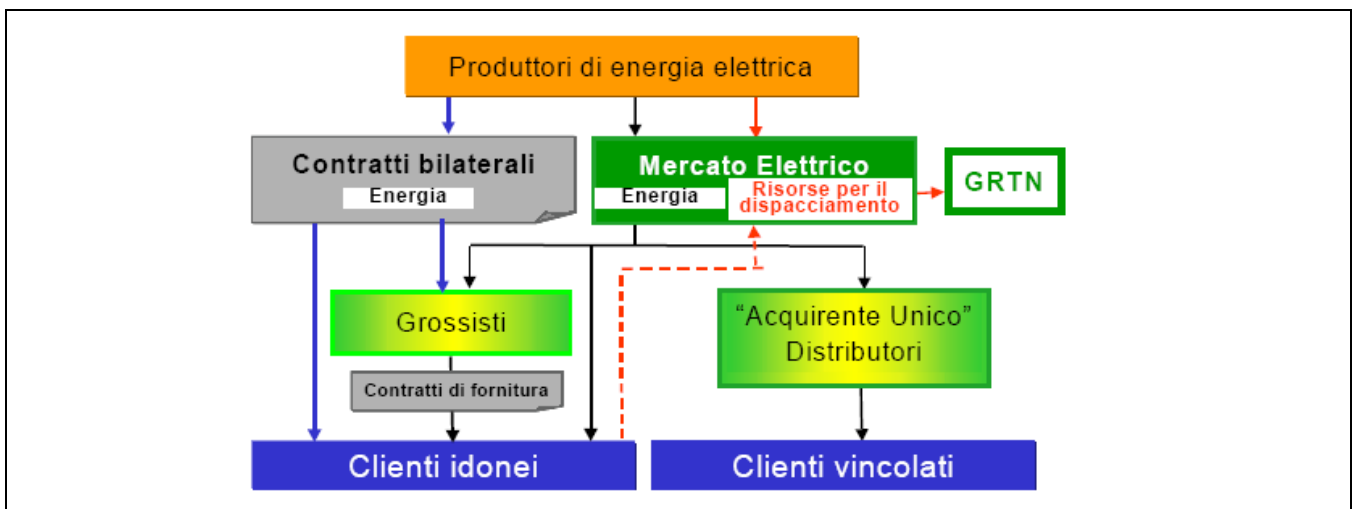 Produttori di energia elettrica
Contratti bilaterali
Energia
Mercato Elettrico
Energia
Risorse per il
dispacciamento
GRTN
Grossisti
“Acquirente Unico”
Distributori
Contratti di fornitura
Clienti idonei
Clienti vincolati